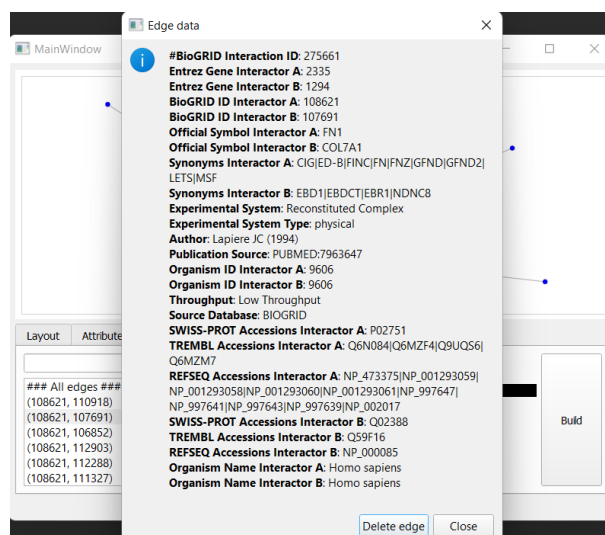 Edge data
MainWindow
#BioGRID Interaction ID: 275661
Entrez Gene Interactor A: 2335
Entrez Gene Interactor B: 1294
BioGRID ID Interactor A: 108621
BioGRID ID Interactor B: 107691
Official Symbol Interactor A: FN1
Official Symbol Interactor B: COL7A1
Synonyms Interactor A: CIG|ED-B|FINC|FN|FNZ|GFND|GFND2|
LETS|MSF
Synonyms Interactor B: EBD1|EBDCT|EBR1|NDNC8
Experimental System: Reconstituted Complex
Experimental System Type: physical
Author: Lapiere JC (1994)
Publication Source: PUBMED:7963647
Organism ID Interactor A: 9606
Organism ID Interactor B: 9606
Throughput: Low Throughput
Source Database: BIOGRID
SWISS-PROT Accessions Interactor A: P02751
TREMBL Accessions Interactor A: Q6N084|Q6MZF4|Q9UQS6|
Q6MZM7
REFSEQ Accessions Interactor A: NP_473375|NP_001293059|
NP_001293058|NP_001293060|NP_001293061|NP_997647|
NP_997641|NP_997643|NP_997639|NP_002017
SWISS-PROT Accessions Interactor B: Q02388
TREMBL Accessions Interactor B: Q59F16
REFSEQ Accessions Interactor B: NP_000085
Organism Name Interactor A: Homo sapiens
Organism Name Interactor B: Homo sapiens
Delete edge
Close
Layout
Attribute
### All edges ###
(108621, 110918)
(108621, 107691)
(108621, 106852)
(108621, 112903)
(108621, 112288)
(108621, 111327)
Build